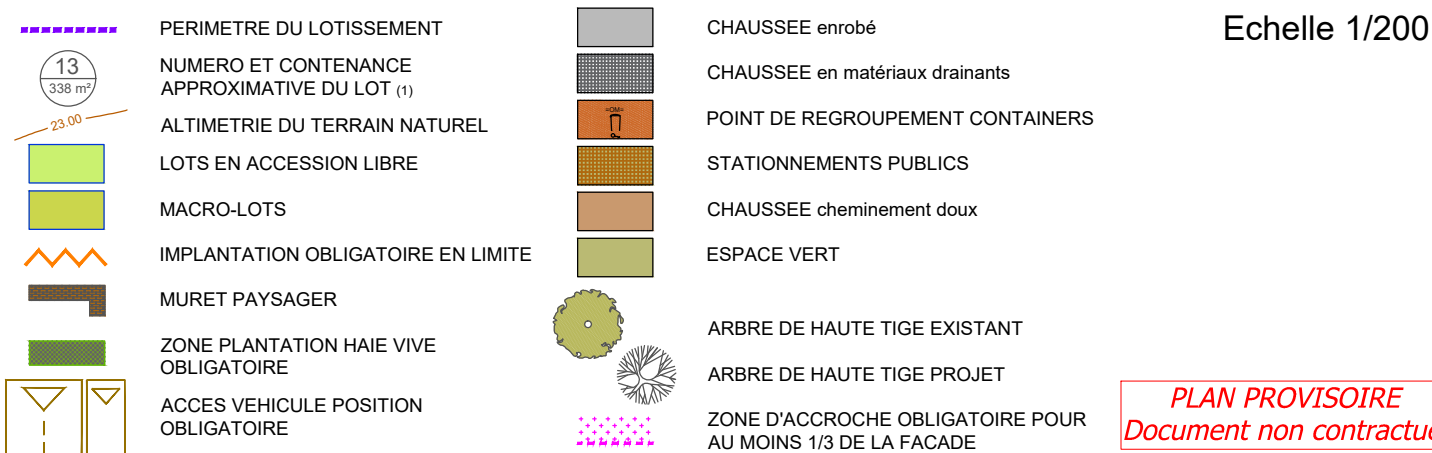 PERIMETRE DU LOTISSEMENT
13
338 m²
NUMERO ET CONTENANCE
APPROXIMATIVE DU LOT (1)
23.00
ALTIMETRIE DU TERRAIN NATUREL
LOTS EN ACCESSION LIBRE
MACRO-LOTS
IMPLANTATION OBLIGATOIRE EN LIMITE
MURET PAYSAGER
ZONE PLANTATION HAIE VIVE
OBLIGATOIRE
ACCES VEHICULE POSITION
OBLIGATOIRE
CHAUSSEE enrobé
CHAUSSEE en matériaux drainants
=OM=
POINT DE REGROUPEMENT CONTAINERS
STATIONNEMENTS PUBLICS
CHAUSSEE cheminement doux
ESPACE VERT
ARBRE DE HAUTE TIGE EXISTANT
ARBRE DE HAUTE TIGE PROJET
ZONE D'ACCROCHE OBLIGATOIRE POUR
AU MOINS 1/3 DE LA FACADE
Echelle 1/200
PLAN PROVISOIRE
Document non contractue